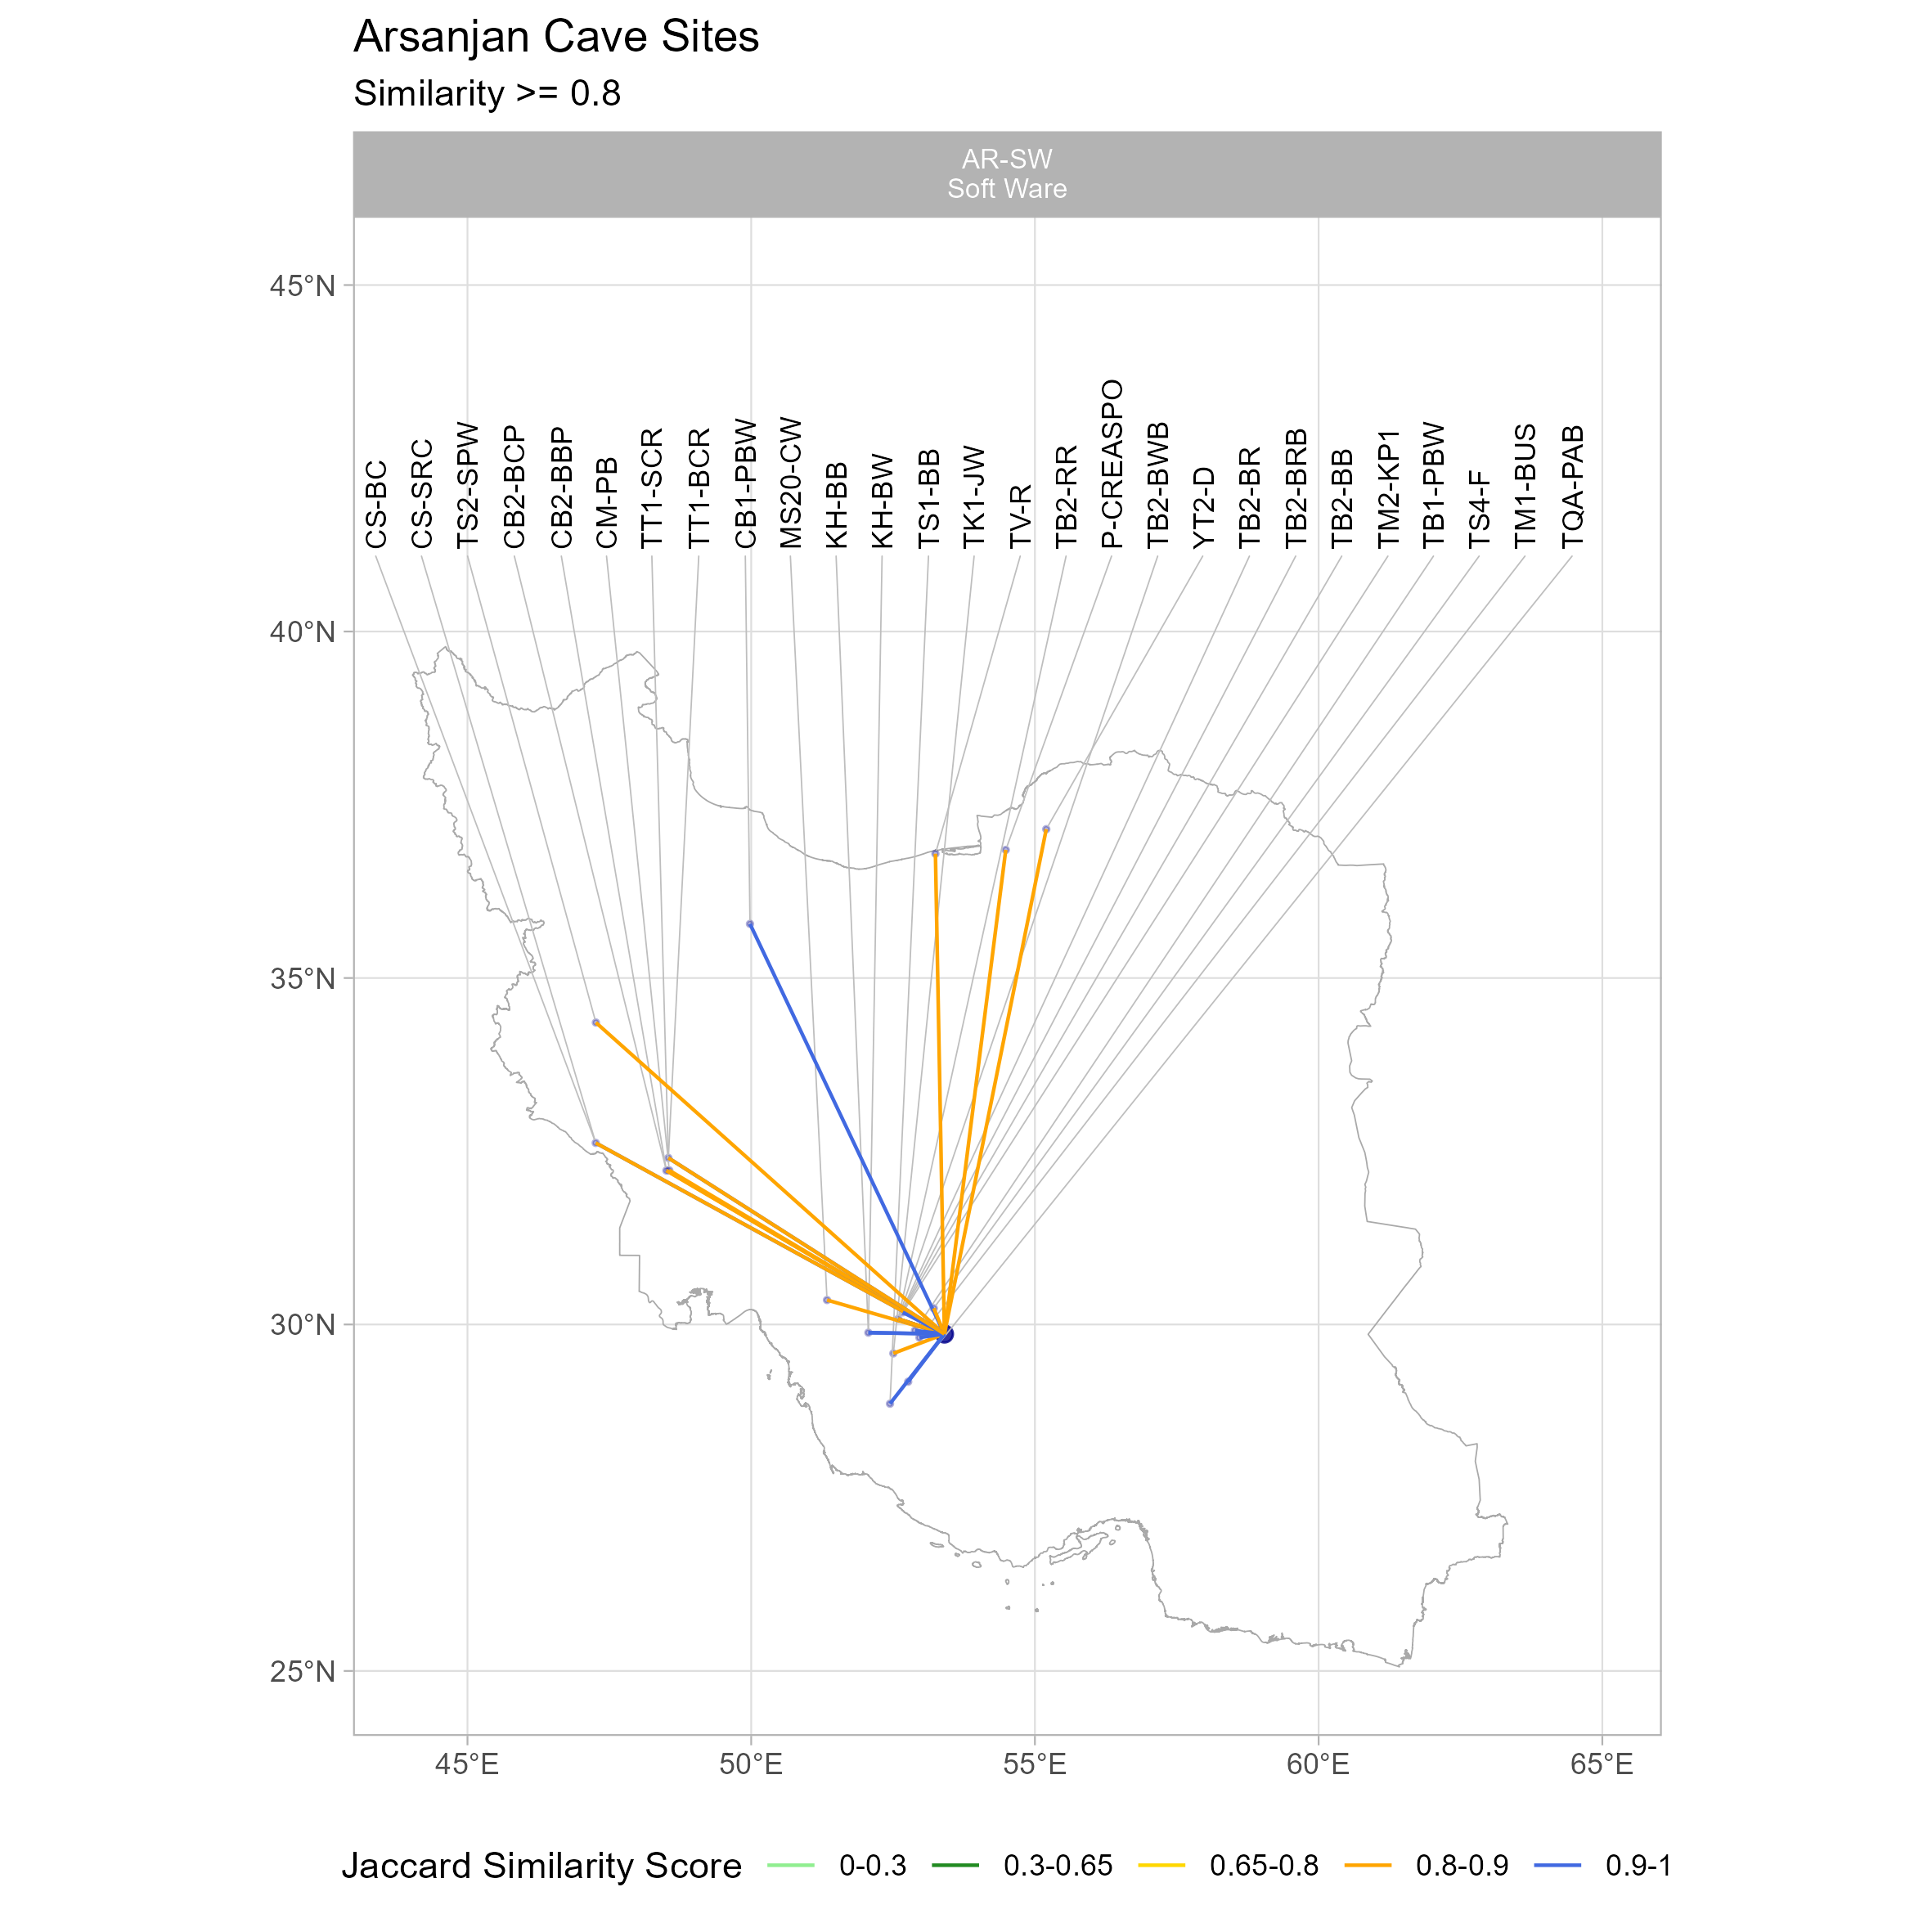 Arsanjan Cave Sites
Similarity >= 0.8
AR-SW
Soft Ware
45°N
40°N
35°N
30°N
25°N
CS-BC
CS-SRC
TS2-SPW
CB2-BCP
CB2-BBP
CM-PB
TT1-SCR
TT1-BCR
CB1-PBW
MS20-CW
KH-BB
KH-BW
TS1-BB
TK1-JW
TV-R
TB2-RR
P-CREASPO
TB2-BWB
YT2-D
TB2-BR
TB2-BRB
TB2-BB
TM2-KP1
TB1-PBW
TS4-F
TM1-BUS
TQA-PAB
45°E 50°E 55°E 60°E 65°E
Jaccard Similarity Score 0-0.3 0.3-0.65 0.65-0.8 0.8-0.9 0.9-1